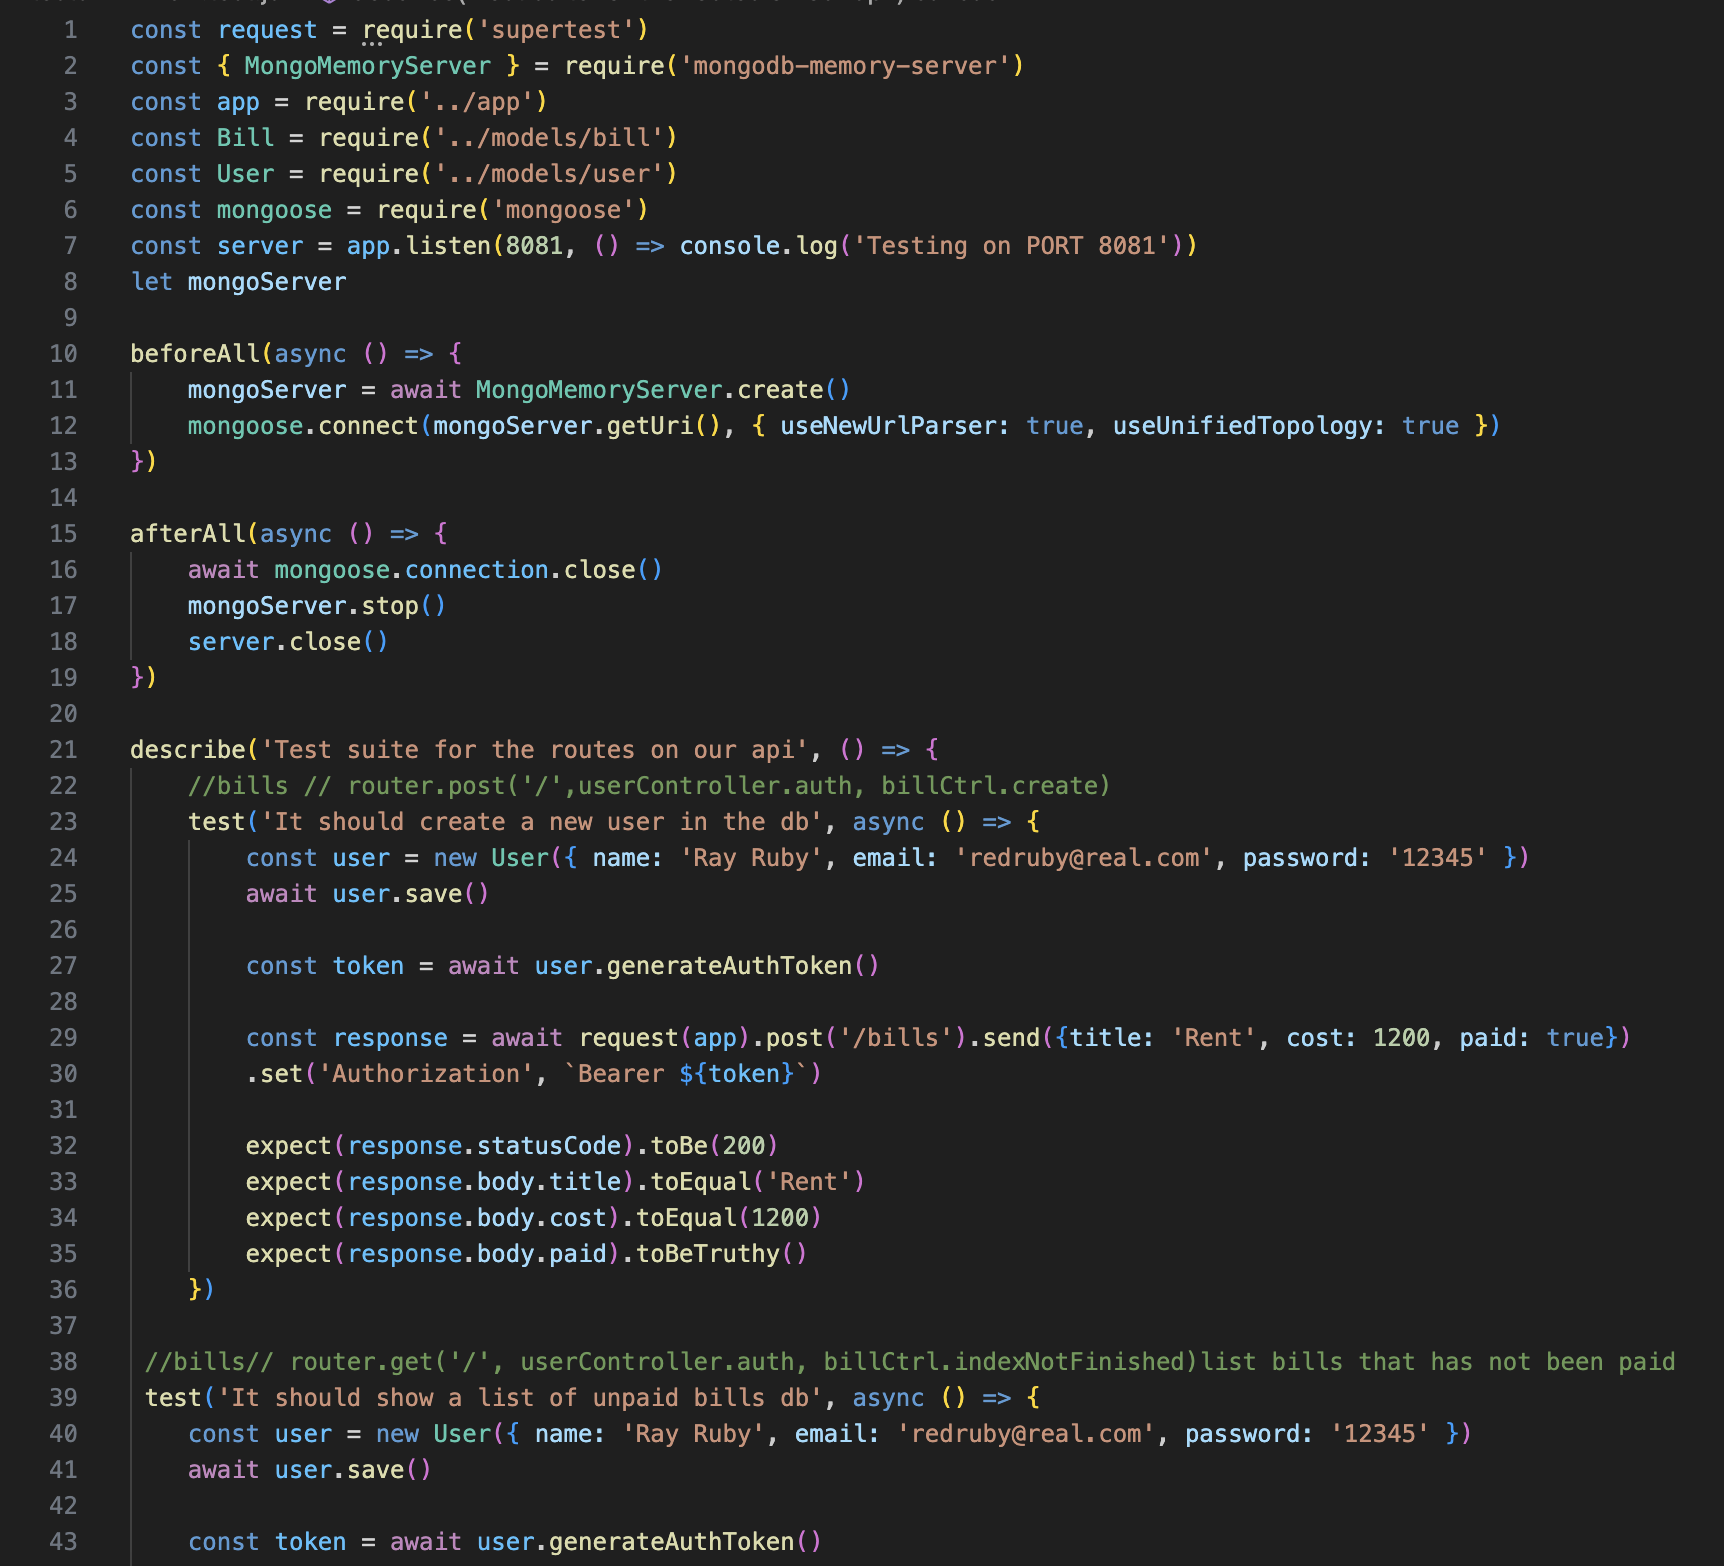 1 const request = require('supertest')
2 const { MongoMemoryServer } = require('mongodb-memory-server')
3 const app = require('../app')
4 const Bill = require('../models/bill')
5 const User = require('../models/user')
6 const mongoose = require('mongoose')
7 const server = app.listen(8081, () => console.log('Testing on PORT 8081'))
8 let mongoServer
9
10 beforeAll(async () => {
11 mongoServer = await MongoMemoryServer.create()
12 mongoose.connect(mongoServer.getUri(), { useNewUrlParser: true, useUnifiedTopology: true })
13 })
14
15 afterAll(async () => {
16 await mongoose.connection.close()
17 mongoServer.stop()
18 server.close()
19 })
20
21 describe('Test suite for the routes on our api', () => {
22 //bills // router.post('/',userController.auth, billCtrl.create)
23 test('It should create a new user in the db', async () => {
24 const user = new User({ name: 'Ray Ruby', email: 'redruby@real.com', password: '12345' })
25 await user.save()
26
27 const token = await user.generateAuthToken()
28
29 const response = await request(app).post('/bills').send({title: 'Rent', cost: 1200, paid: true})
30 .set('Authorization', `Bearer ${token}`)
31
32 expect(response.statusCode).toBe(200)
33 expect(response.body.title).toEqual('Rent')
34 expect(response.body.cost).toEqual(1200)
35 expect(response.body.paid).toBeTruthy()
36 })
37
38 //bills// router.get('/', userController.auth, billCtrl.indexNotFinished)list bills that has not been paid
39 test('It should show a list of unpaid bills db', async () => {
40 const user = new User({ name: 'Ray Ruby', email: 'redruby@real.com', password: '12345' })
41 await user.save()
42
43 const token = await user.generateAuthToken()